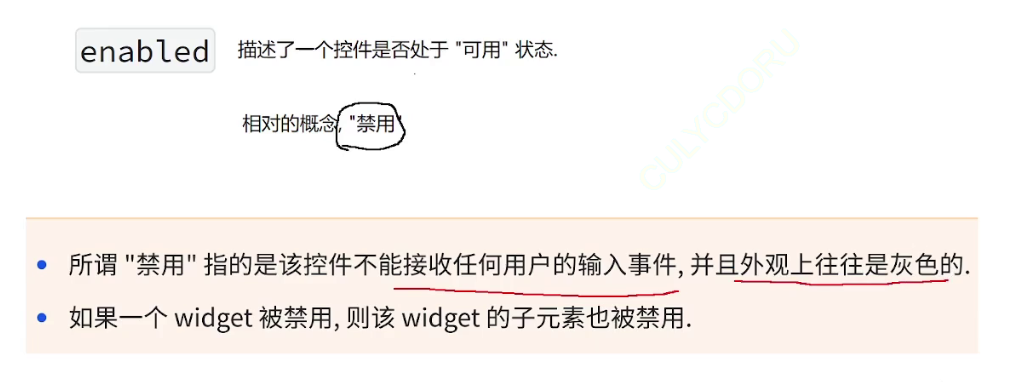 enabled 描述了一个控件是否处于 "可用" 状态.
相对的概念, "禁用"
所谓 "禁用" 指的是该控件不能接收任何用户的输入事件, 并且外观上往往是灰色的.
如果一个 widget 被禁用, 则该 widget 的子元素也被禁用.